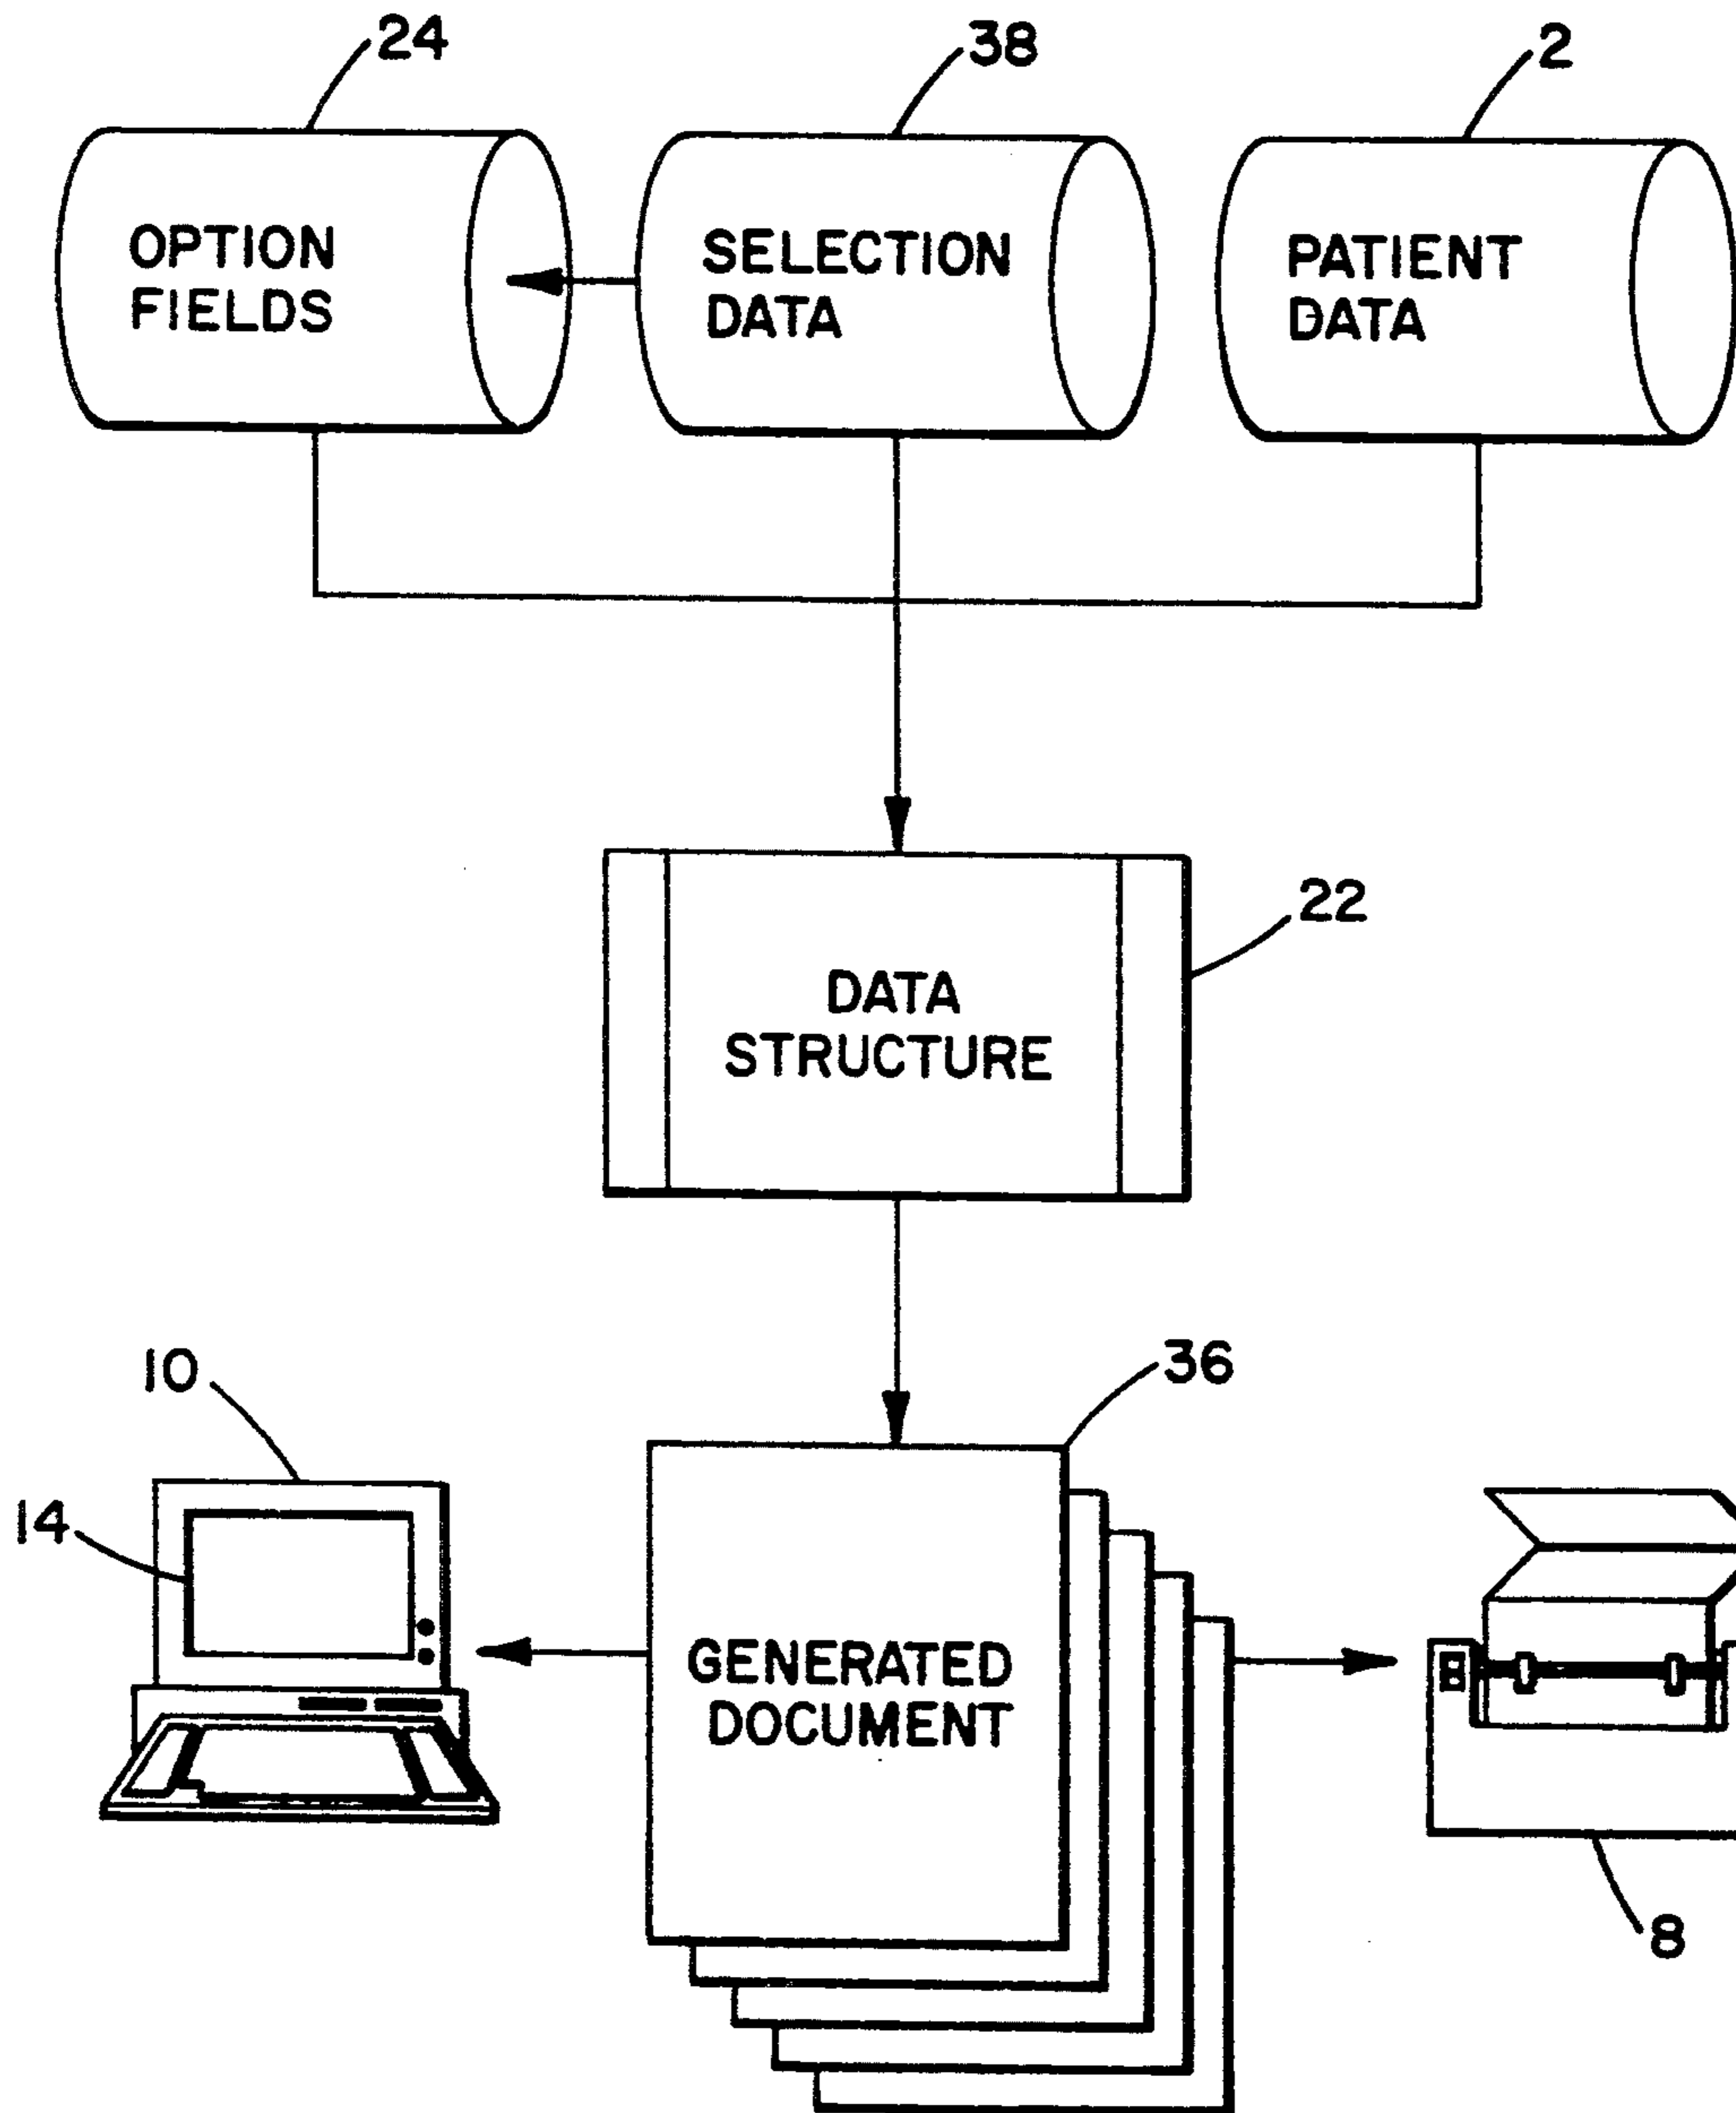 24
38
2
OPTION
FIELDS
SELECTION
DATA
PATIENT
DATA
22
DATA
STRUCTURE
10
36
14
GENERATED
DOCUMENT
8